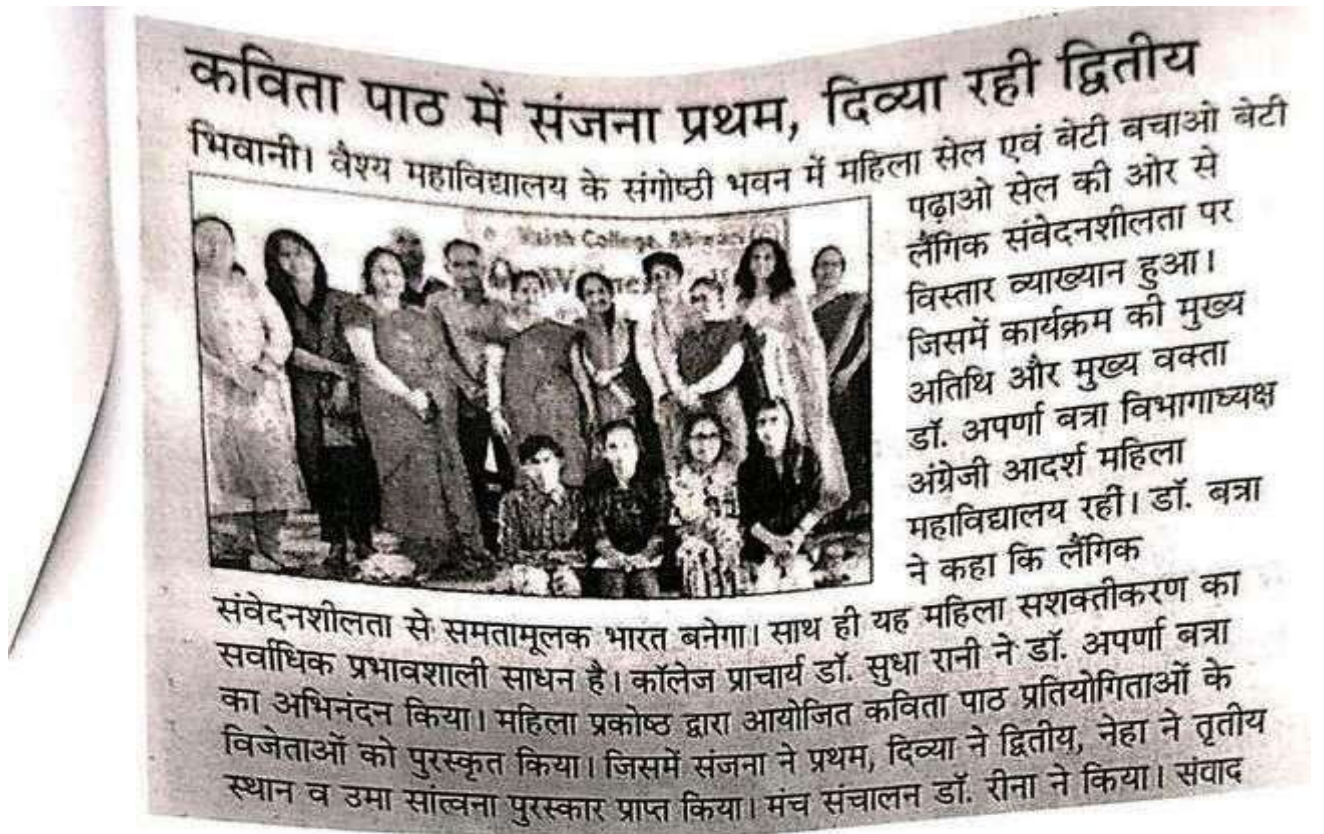 कविता पाठ में संजना प्रथम, दिव्या रही द्वितीय
भिवानी। वैश्य महाविद्यालय के संगोष्ठी भवन में महिला सेल एवं बेटी बचाओ बेटी
पढ़ाओ सेल की ओर से
लैंगिक संवेदनशीलता पर
विस्तार व्याख्यान हुआ।
जिसमें कार्यक्रम की मुख्य
अतिथि और मुख्य वक्ता
डॉ. अपर्णा बत्रा विभागाध्यक्ष
अंग्रेजी आदर्श महिला
महाविद्यालय रहीं। डॉ. बत्रा
ने कहा कि लैंगिक
संवेदनशीलता से समतामूलक भारत बनेगा। साथ ही यह महिला सशक्तीकरण का
सर्वाधिक प्रभावशाली साधन है। कॉलेज प्राचार्य डॉ. सुधा रानी ने डॉ. अपर्णा बत्रा
का अभिनंदन किया। महिला प्रकोष्ठ द्वारा आयोजित कविता पाठ प्रतियोगिताओं के
विजेताओं को पुरस्कृत किया। जिसमें संजना ने प्रथम, दिव्या ने द्वितीय, नेहा ने तृतीय
स्थान व उमा सांत्वना पुरस्कार प्राप्त किया। मंच संचालन डॉ. रीना ने किया। संवाद
Vaish College, Bhiwani